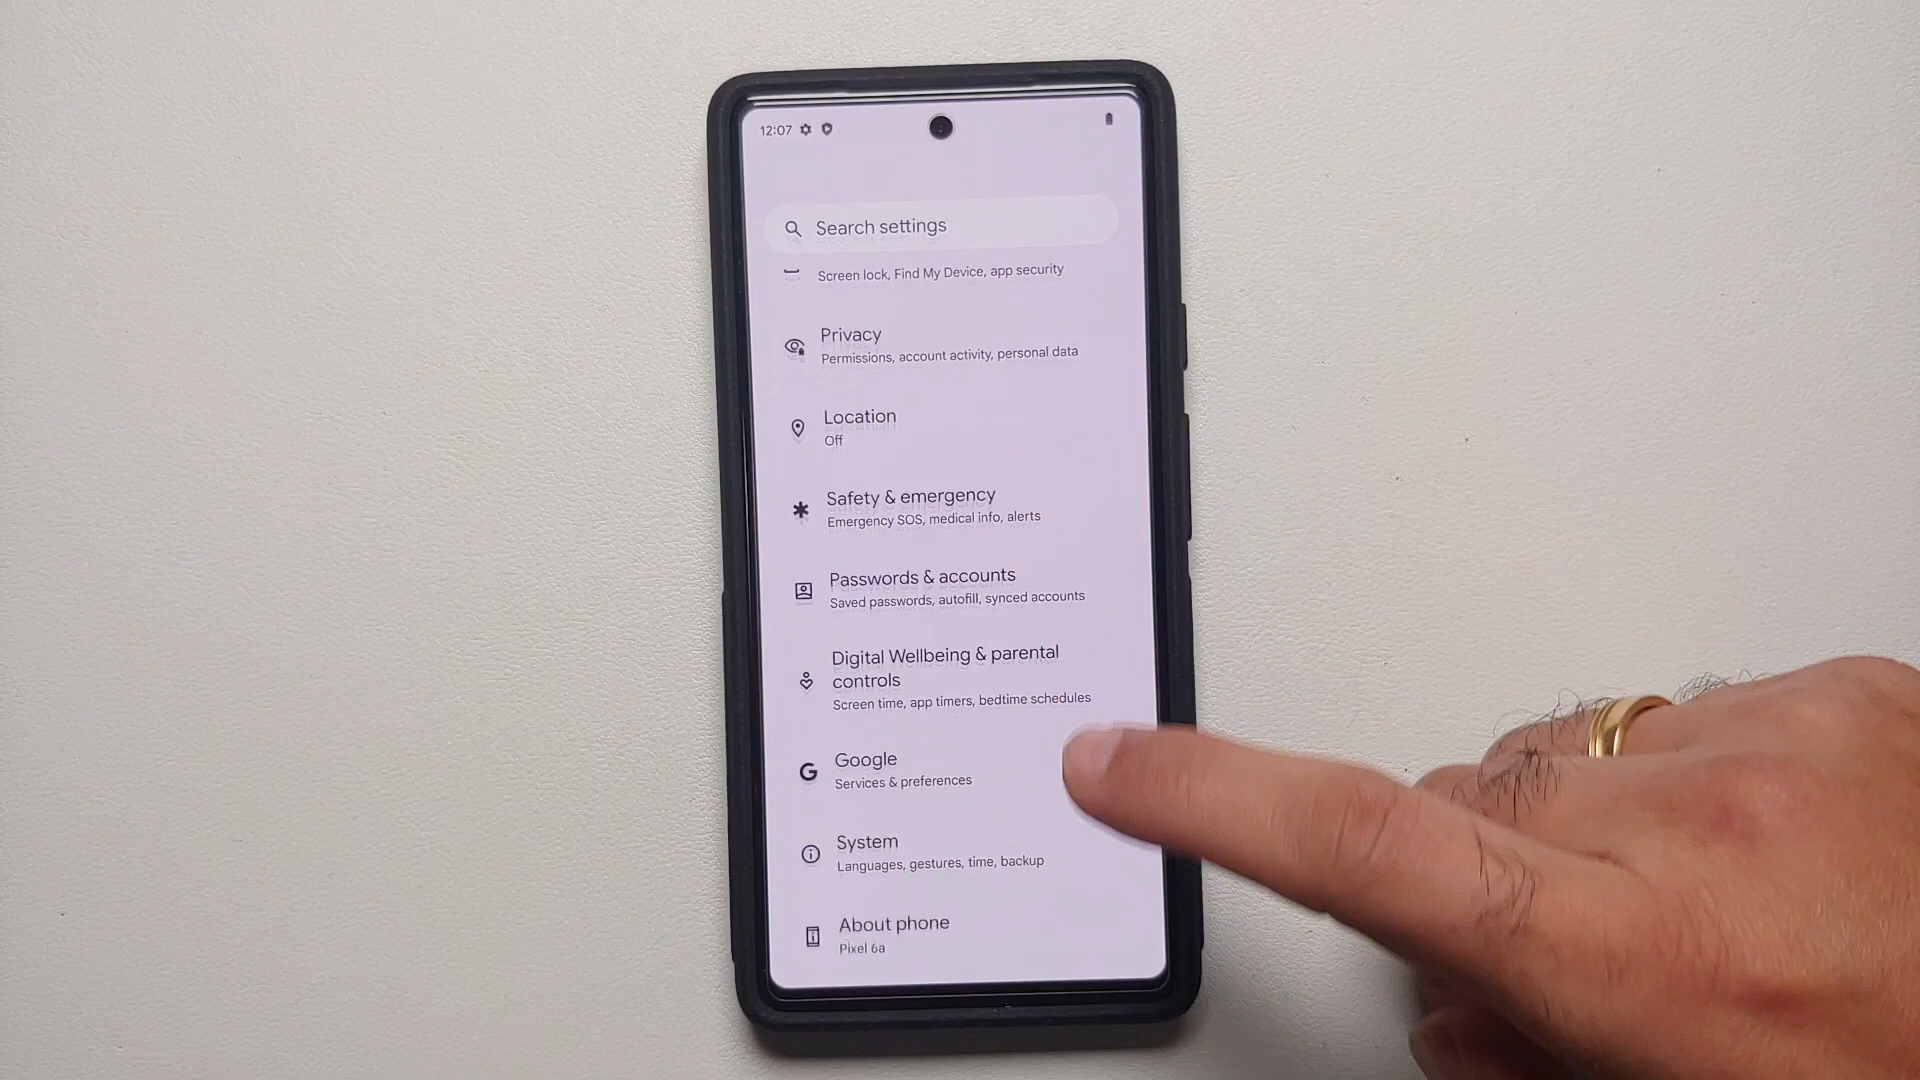 12:07
Search settings
Screen lock, Find My Device, app security
Privacy
Permissions, account activity, personal data
Location
Off
Safety & emergency
Emergency SOS, medical info, alerts
Passwords & accounts
Saved passwords, autofill, synced accounts
Digital Wellbeing & parental
controls
Screen time, app timers, bedtime schedules
Google
Services & preferences
System
Languages, gestures, time, backup
About phone
Pixel 6a